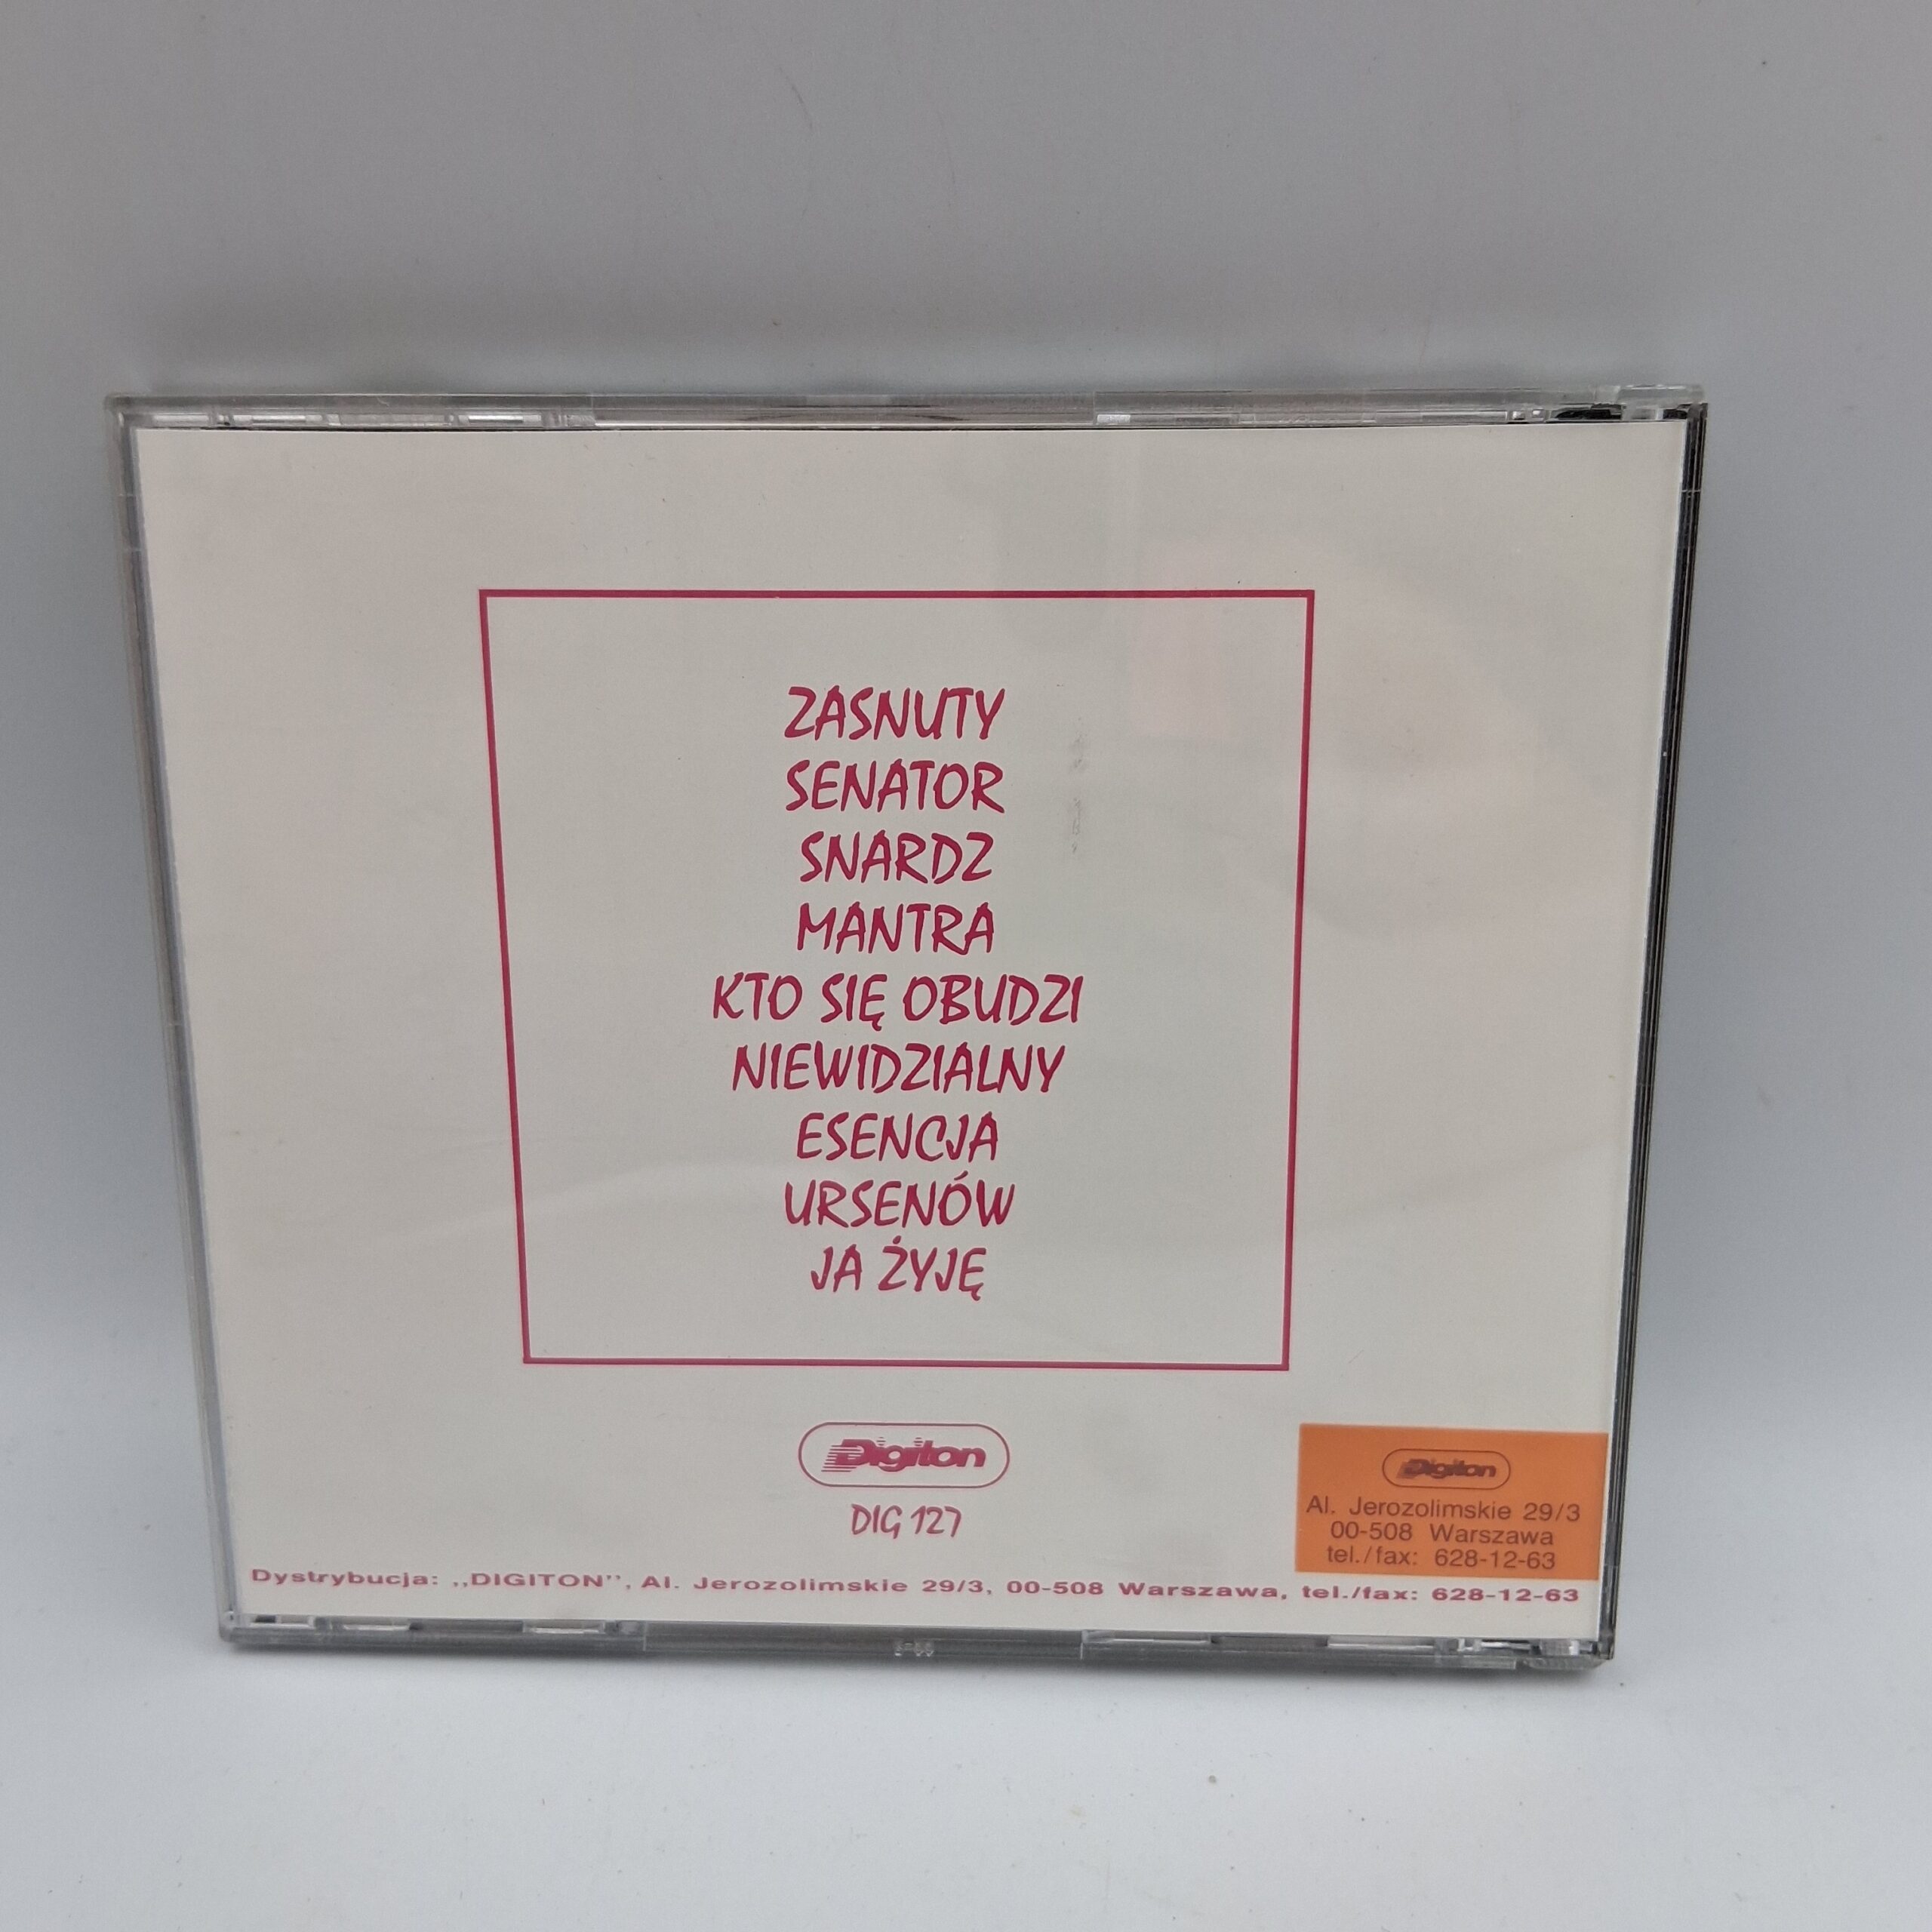 ZASNUTY
SENATOR
SNARDZ
MANTRA
KTO SIĘ OBUDZI
NIEWIDZIALNY
ESENCJA
URSENÓW
JA ŻYJĘ
Digiton
DIG 127
Digiton
Al. Jerozolimskie 29/3
00-508 Warszawa
tel./fax: 628-12-63
Dystrybucja: ,,DIGITON'', Al. Jerozolimskie 29/3, 00-508 Warszawa, tel./fax: 628-12-63